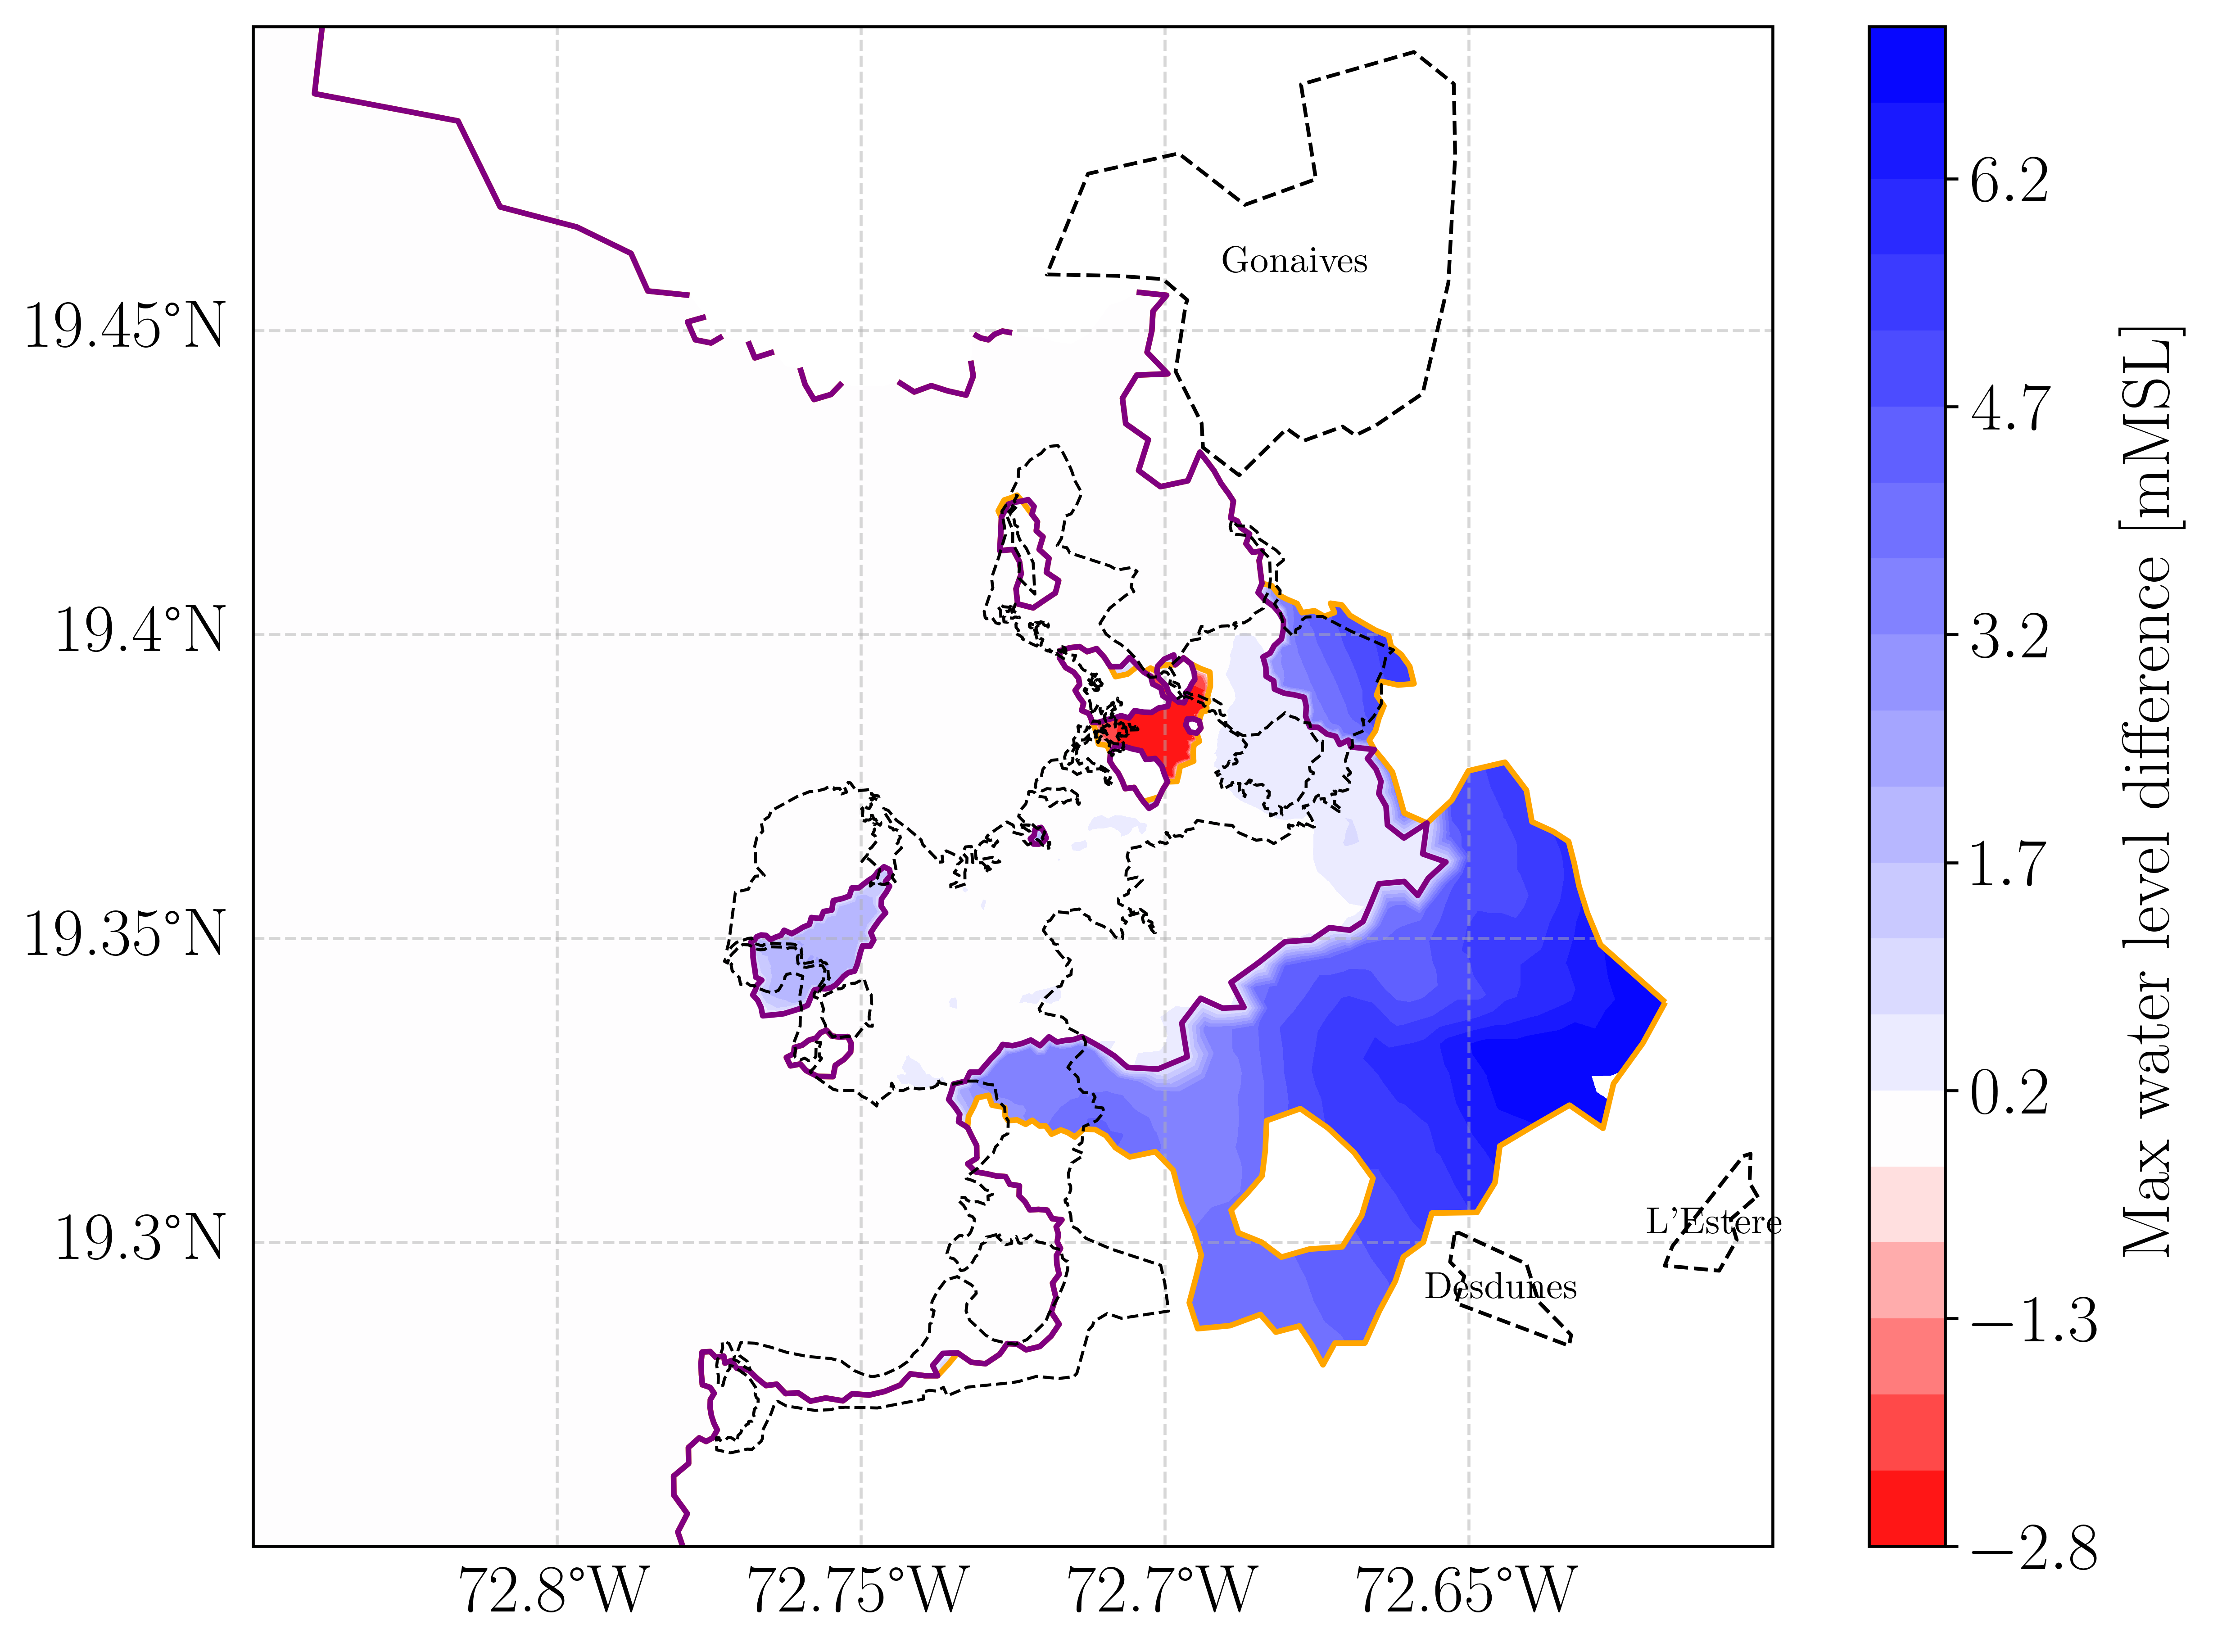 Gonaives
19.45°N
19.4°N
19.35°N
19.3°N
L'Estere
Desdunes
72.8°W
72.75°W
72.7°W
72.65°W
6.2
4.7
3.2
1.7
0.2
−1.3
−2.8
Max water level difference [mMSL]